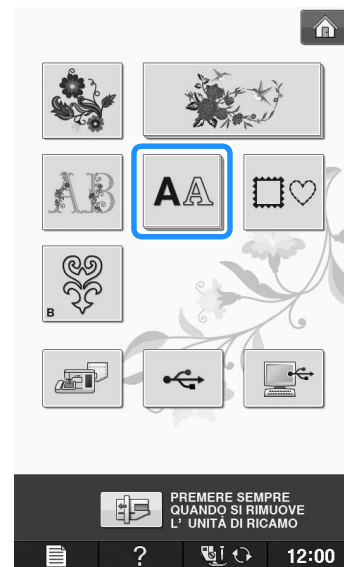 AB
AA
B
PREMERE SEMPRE
QUANDO SI RIMUOVE
L' UNITÀ DI RICAMO
?
12:00